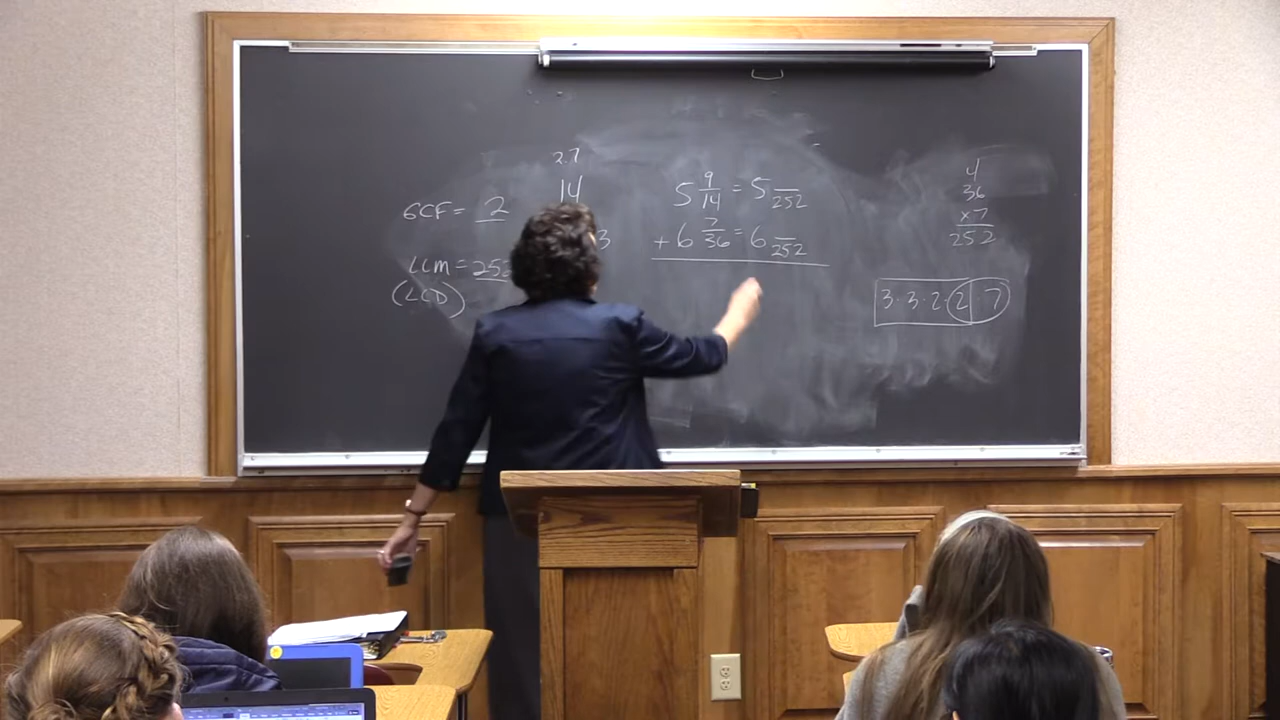 2·7
14
GCF = 2
3
LCM = 252
(LCD)
5 9/14 = 5 /252
+ 6 7/36 = 6 /252
4
36
×7
252
3·3·2·2 7